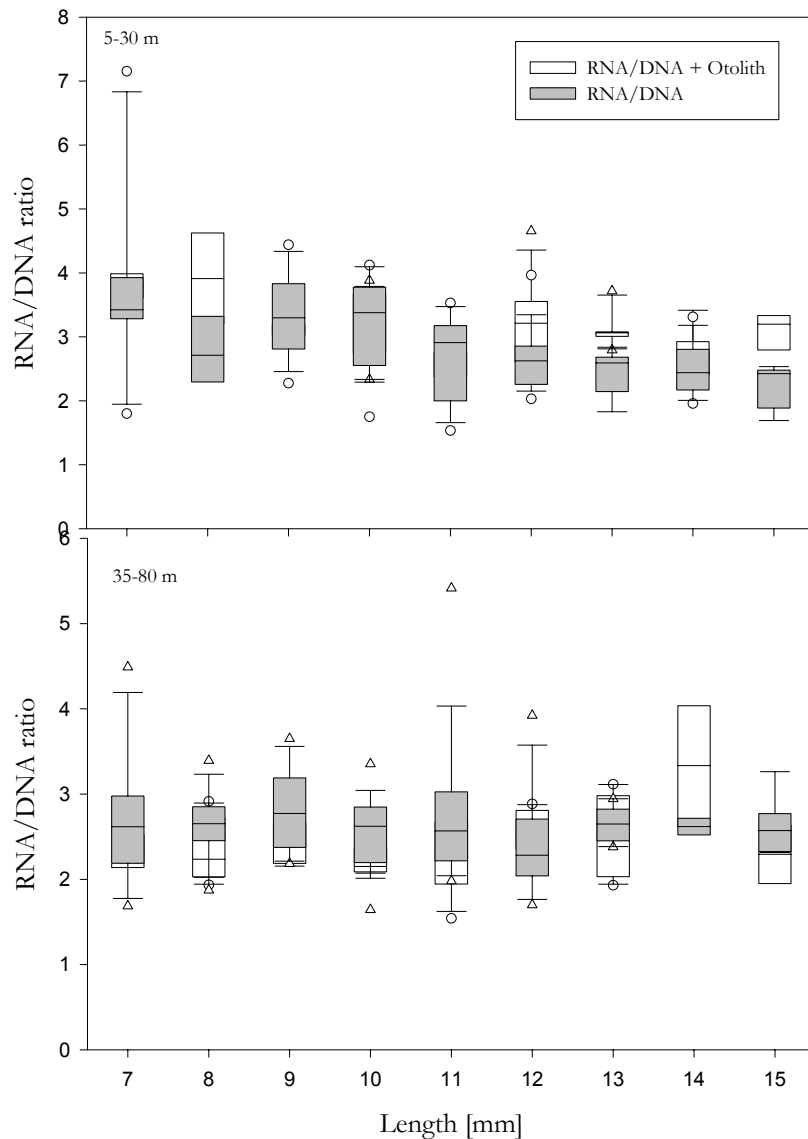 8
5-30 m
RNA/DNA + Otolith
RNA/DNA
7
6
5
4
3
2
1
0
RNA/DNA ratio
6
35-80 m
5
4
3
2
1
0
RNA/DNA ratio
7 8 9 10 11 12 13 14 15
Length [mm]